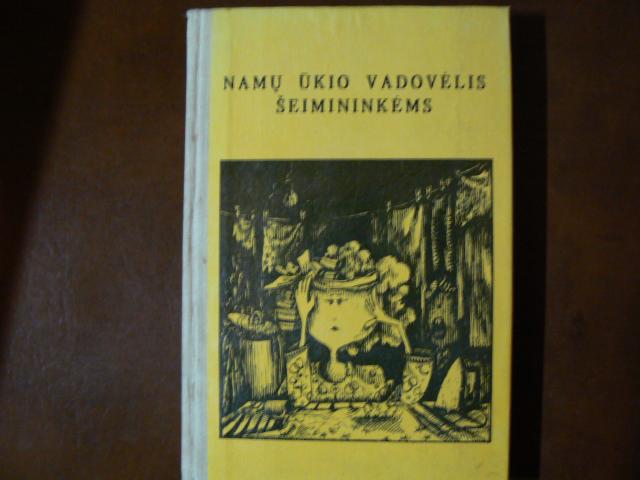 NAMŲ ŪKIO VADOVĖLIS
ŠEIMININKĖMS